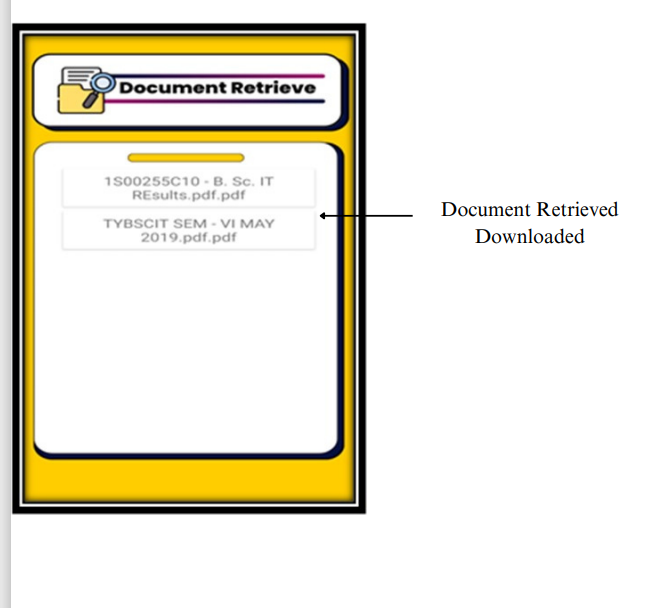 Document Retrieve
1S00255C10 - B. Sc. IT
REsults.pdf.pdf
TYBSCIT SEM - VI MAY
2019.pdf.pdf
Document Retrieved
Downloaded